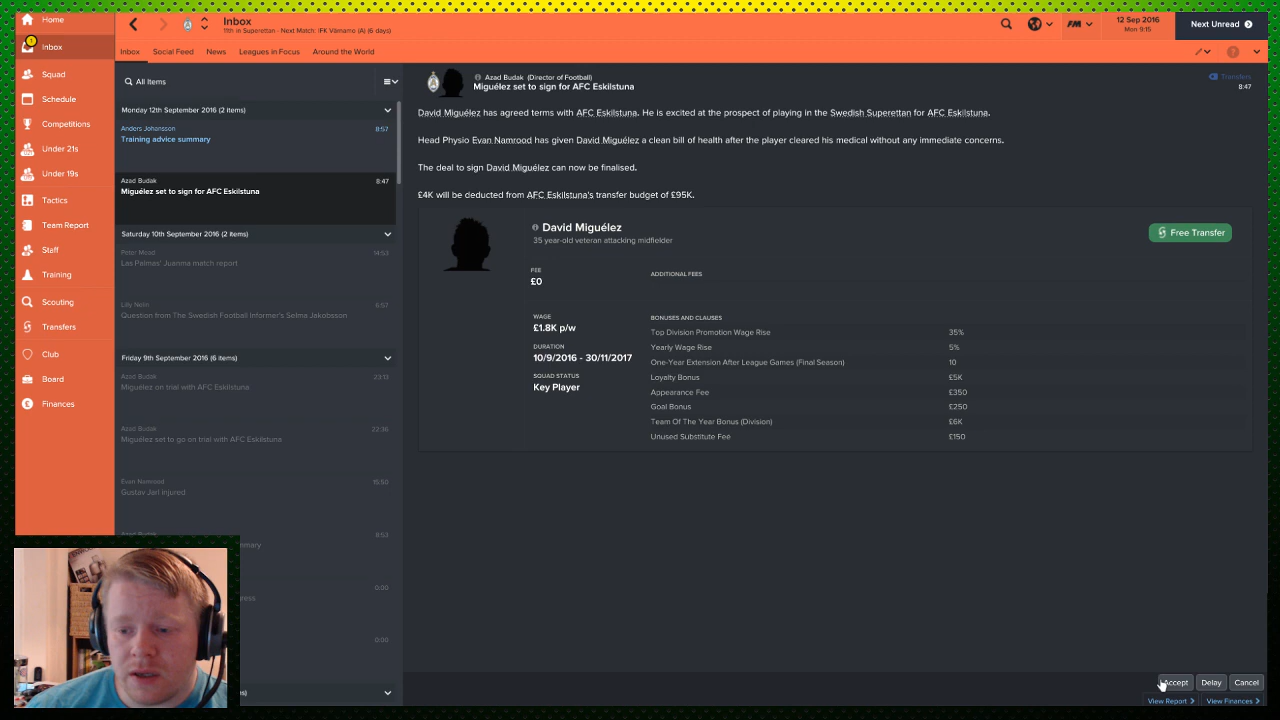 Home
Inbox
11th in Superettan - Next Match: IFK Värnamo (A) (6 days)
FM
12 Sep 2016
Mon 9:15
Next Unread
Inbox
Inbox
Social Feed
News
Leagues in Focus
Around the World
Squad
Schedule
Competitions
Under 21s
Under 19s
Tactics
Team Report
Staff
Training
Scouting
Transfers
Club
Board
Finances
All Items
Monday 12th September 2016 (2 items)
Anders Johansson
8:57
Training advice summary
Azad Budak
8:47
Miguélez set to sign for AFC Eskilstuna
Saturday 10th September 2016 (2 items)
Peter Mead
14:53
Las Palmas' Juanma match report
6:57
Question from The Swedish Football Informer's Selma Jakobsson
Friday 9th September 2016 (6 items)
Azad Budak
23:13
Miguélez on trial with AFC Eskilstuna
Azad Budak
22:36
Miguélez set to go on trial with AFC Eskilstuna
Evan Namrood
15:50
Gustav Jarl injured
8:53
0:00
0:00
Azad Budak (Director of Football)
Miguélez set to sign for AFC Eskilstuna
Transfers
8:47
David Miguélez has agreed terms with AFC Eskilstuna. He is excited at the prospect of playing in the Swedish Superettan for AFC Eskilstuna.
Head Physio Evan Namrood has given David Miguélez a clean bill of health after the player cleared his medical without any immediate concerns.
The deal to sign David Miguélez can now be finalised.
£4K will be deducted from AFC Eskilstuna's transfer budget of £95K.
David Miguélez
35 year-old veteran attacking midfielder
Free Transfer
FEE
£0
ADDITIONAL FEES
WAGE
£1.8K p/w
DURATION
10/9/2016 - 30/11/2017
SQUAD STATUS
Key Player
BONUSES AND CLAUSES
Top Division Promotion Wage Rise 35%
Yearly Wage Rise 5%
One-Year Extension After League Games (Final Season) 10
Loyalty Bonus £5K
Appearance Fee £350
Goal Bonus £250
Team Of The Year Bonus (Division) £6K
Unused Substitute Fee £150
Accept
Delay
Cancel
View Report
View Finances